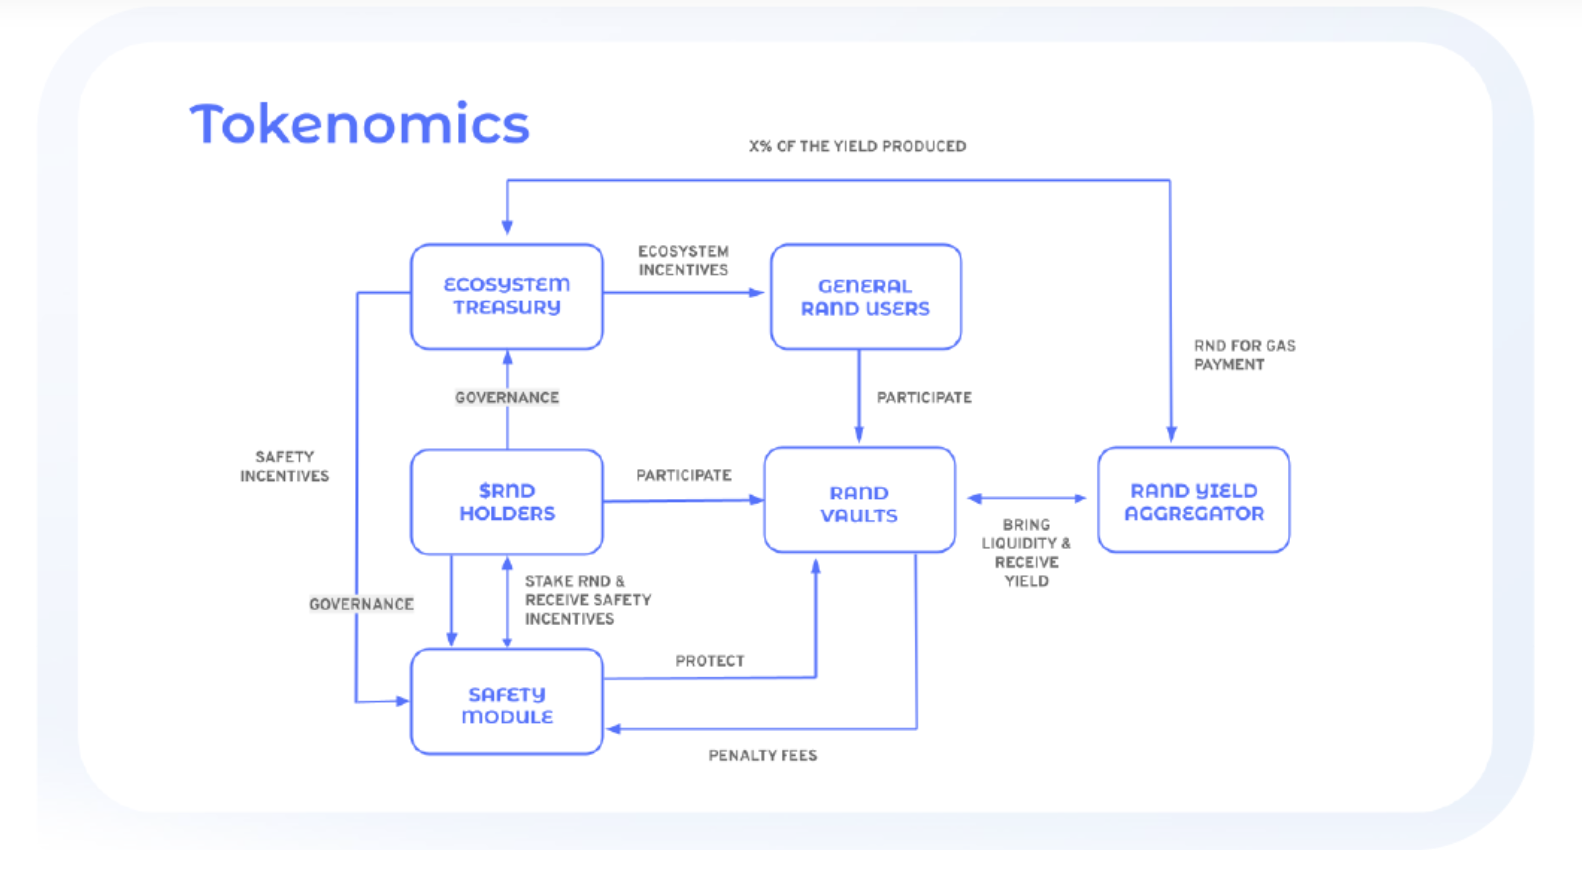 Tokenomics
X% OF THE YIELD PRODUCED
ECOSYSTEM
TREASURY
ECOSYSTEM
INCENTIVES
GENERAL
RAND USERS
RND FOR GAS
PAYMENT
GOVERNANCE
PARTICIPATE
SAFETY
INCENTIVES
$RND
HOLDERS
PARTICIPATE
RAND
VAULTS
BRING
LIQUIDITY &
RECEIVE
YIELD
RAND YIELD
AGGREGATOR
GOVERNANCE
STAKE RND &
RECEIVE SAFETY
INCENTIVES
SAFETY
MODULE
PROTECT
PENALTY FEES